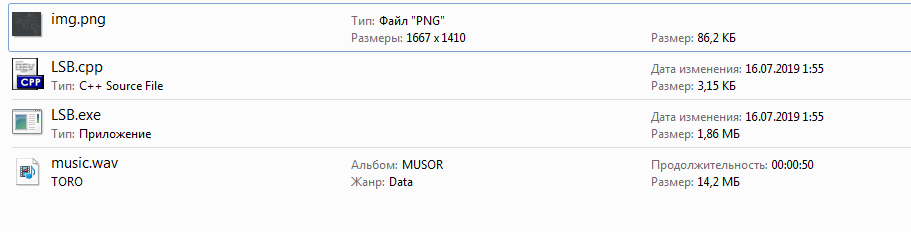 img.png
Тип: Файл "PNG"
Размеры: 1667 x 1410
Размер: 86,2 КБ
LSB.cpp
Тип: C++ Source File
Дата изменения: 16.07.2019 1:55
Размер: 3,15 КБ
DEV
CPP
LSB.exe
Тип: Приложение
Дата изменения: 16.07.2019 1:55
Размер: 1,86 МБ
music.wav
TORO
Альбом: MUSOR
Жанр: Data
Продолжительность: 00:00:50
Размер: 14,2 МБ